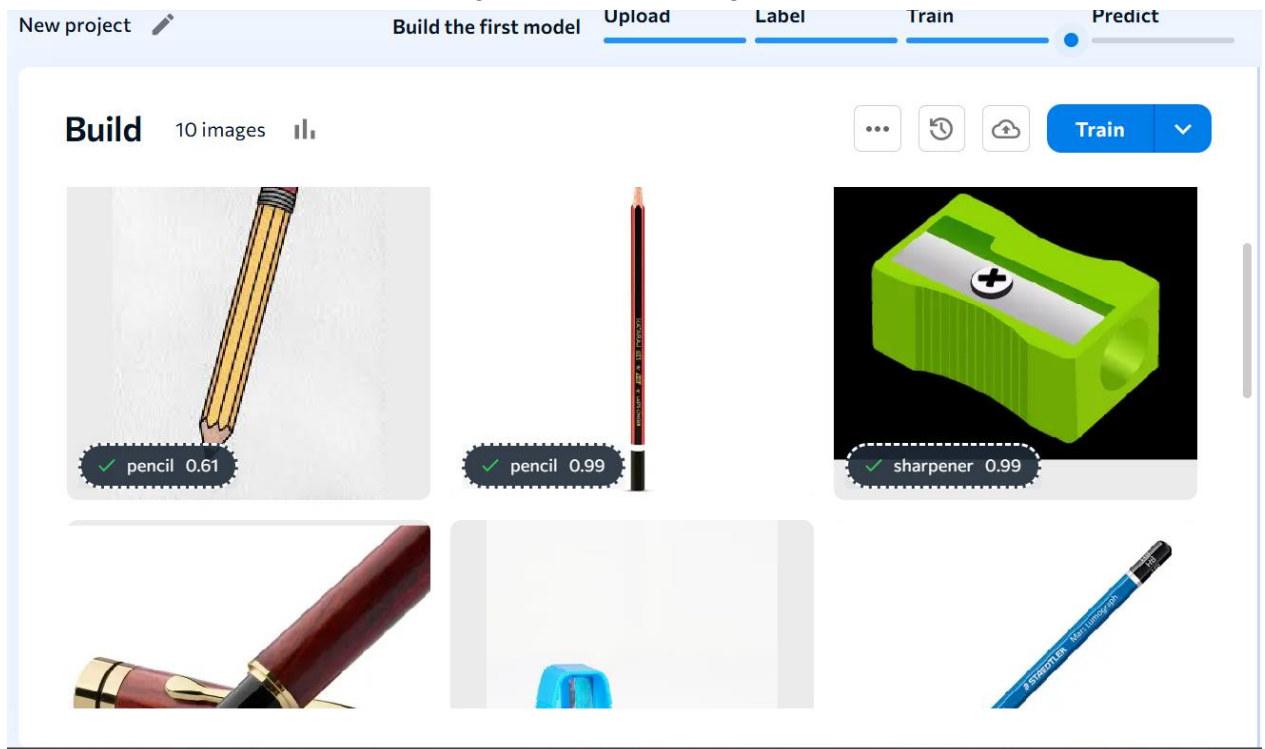 Upload Label Train Predict
New project Build the first model
Build 10 images Train
pencil 0.61 pencil 0.99 sharpener 0.99
HB
Mars Lumograph
STAEDTLER